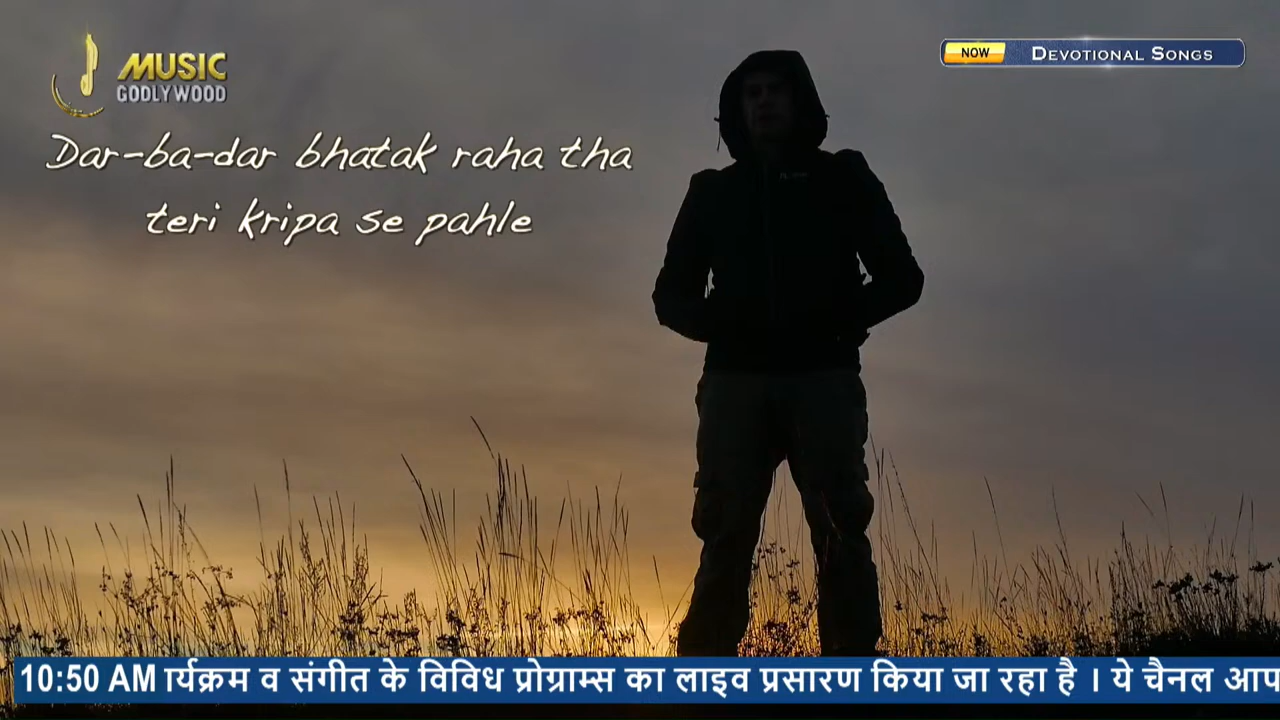 MUSIC
GODLYWOOD
NOW DEVOTIONAL SONGS
Dar-ba-dar bhatak raha tha
teri kripa se pahle
10:50 AM र्यक्रम व संगीत के विविध प्रोग्राम्स का लाइव प्रसारण किया जा रहा है । ये चैनल आप